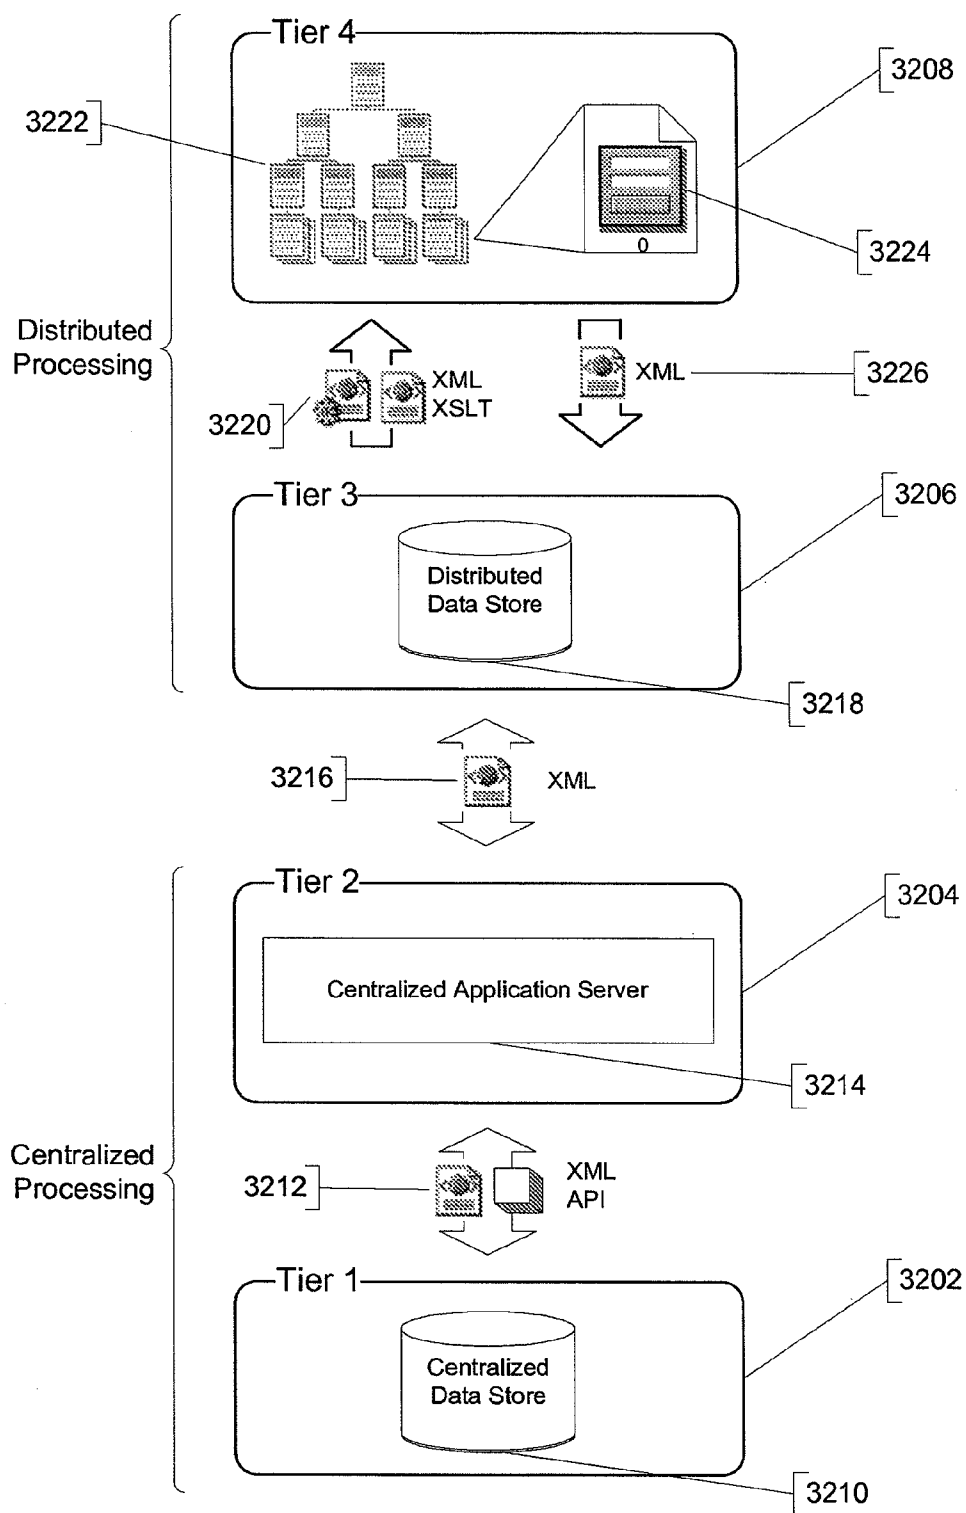 Tier 4
3208
3222
0
3224
Distributed
Processing
XML
XSLT
3220
XML
3226
Tier 3
3206
Distributed
Data Store
3218
3216
XML
Tier 2
3204
Centralized Application Server
3214
Centralized
Processing
3212
XML
API
Tier 1
3202
Centralized
Data Store
3210